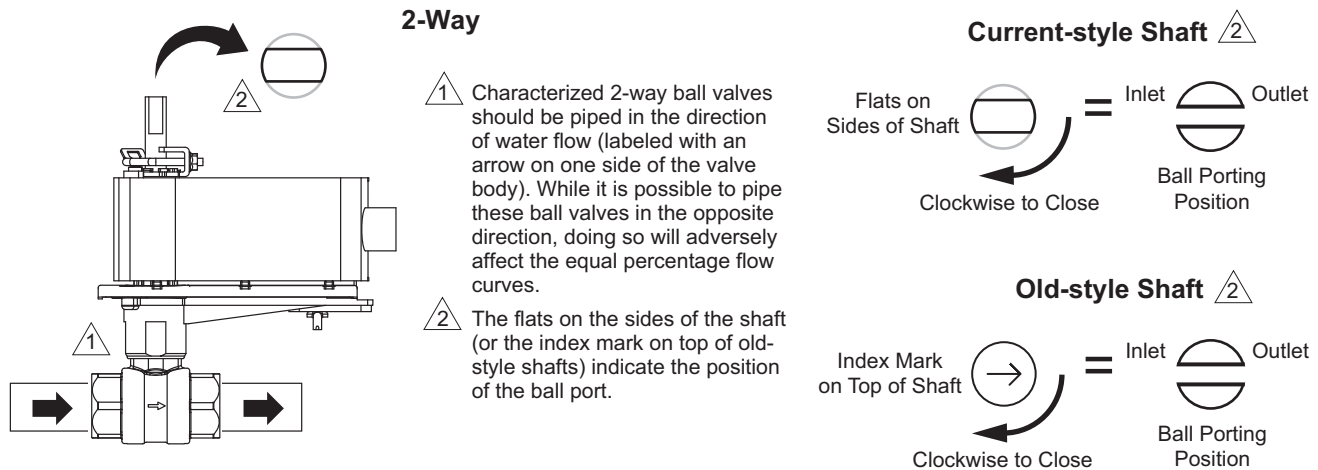 2-Way
2
1
1 Characterized 2-way ball valves
should be piped in the direction
of water flow (labeled with an
arrow on one side of the valve
body). While it is possible to pipe
these ball valves in the opposite
direction, doing so will adversely
affect the equal percentage flow
curves.
2 The flats on the sides of the shaft
(or the index mark on top of old-
style shafts) indicate the position
of the ball port.
Current-style Shaft 2
Flats on
Sides of Shaft
Clockwise to Close
=
Inlet
Outlet
Ball Porting
Position
Old-style Shaft 2
Index Mark
on Top of Shaft
Clockwise to Close
=
Inlet
Outlet
Ball Porting
Position